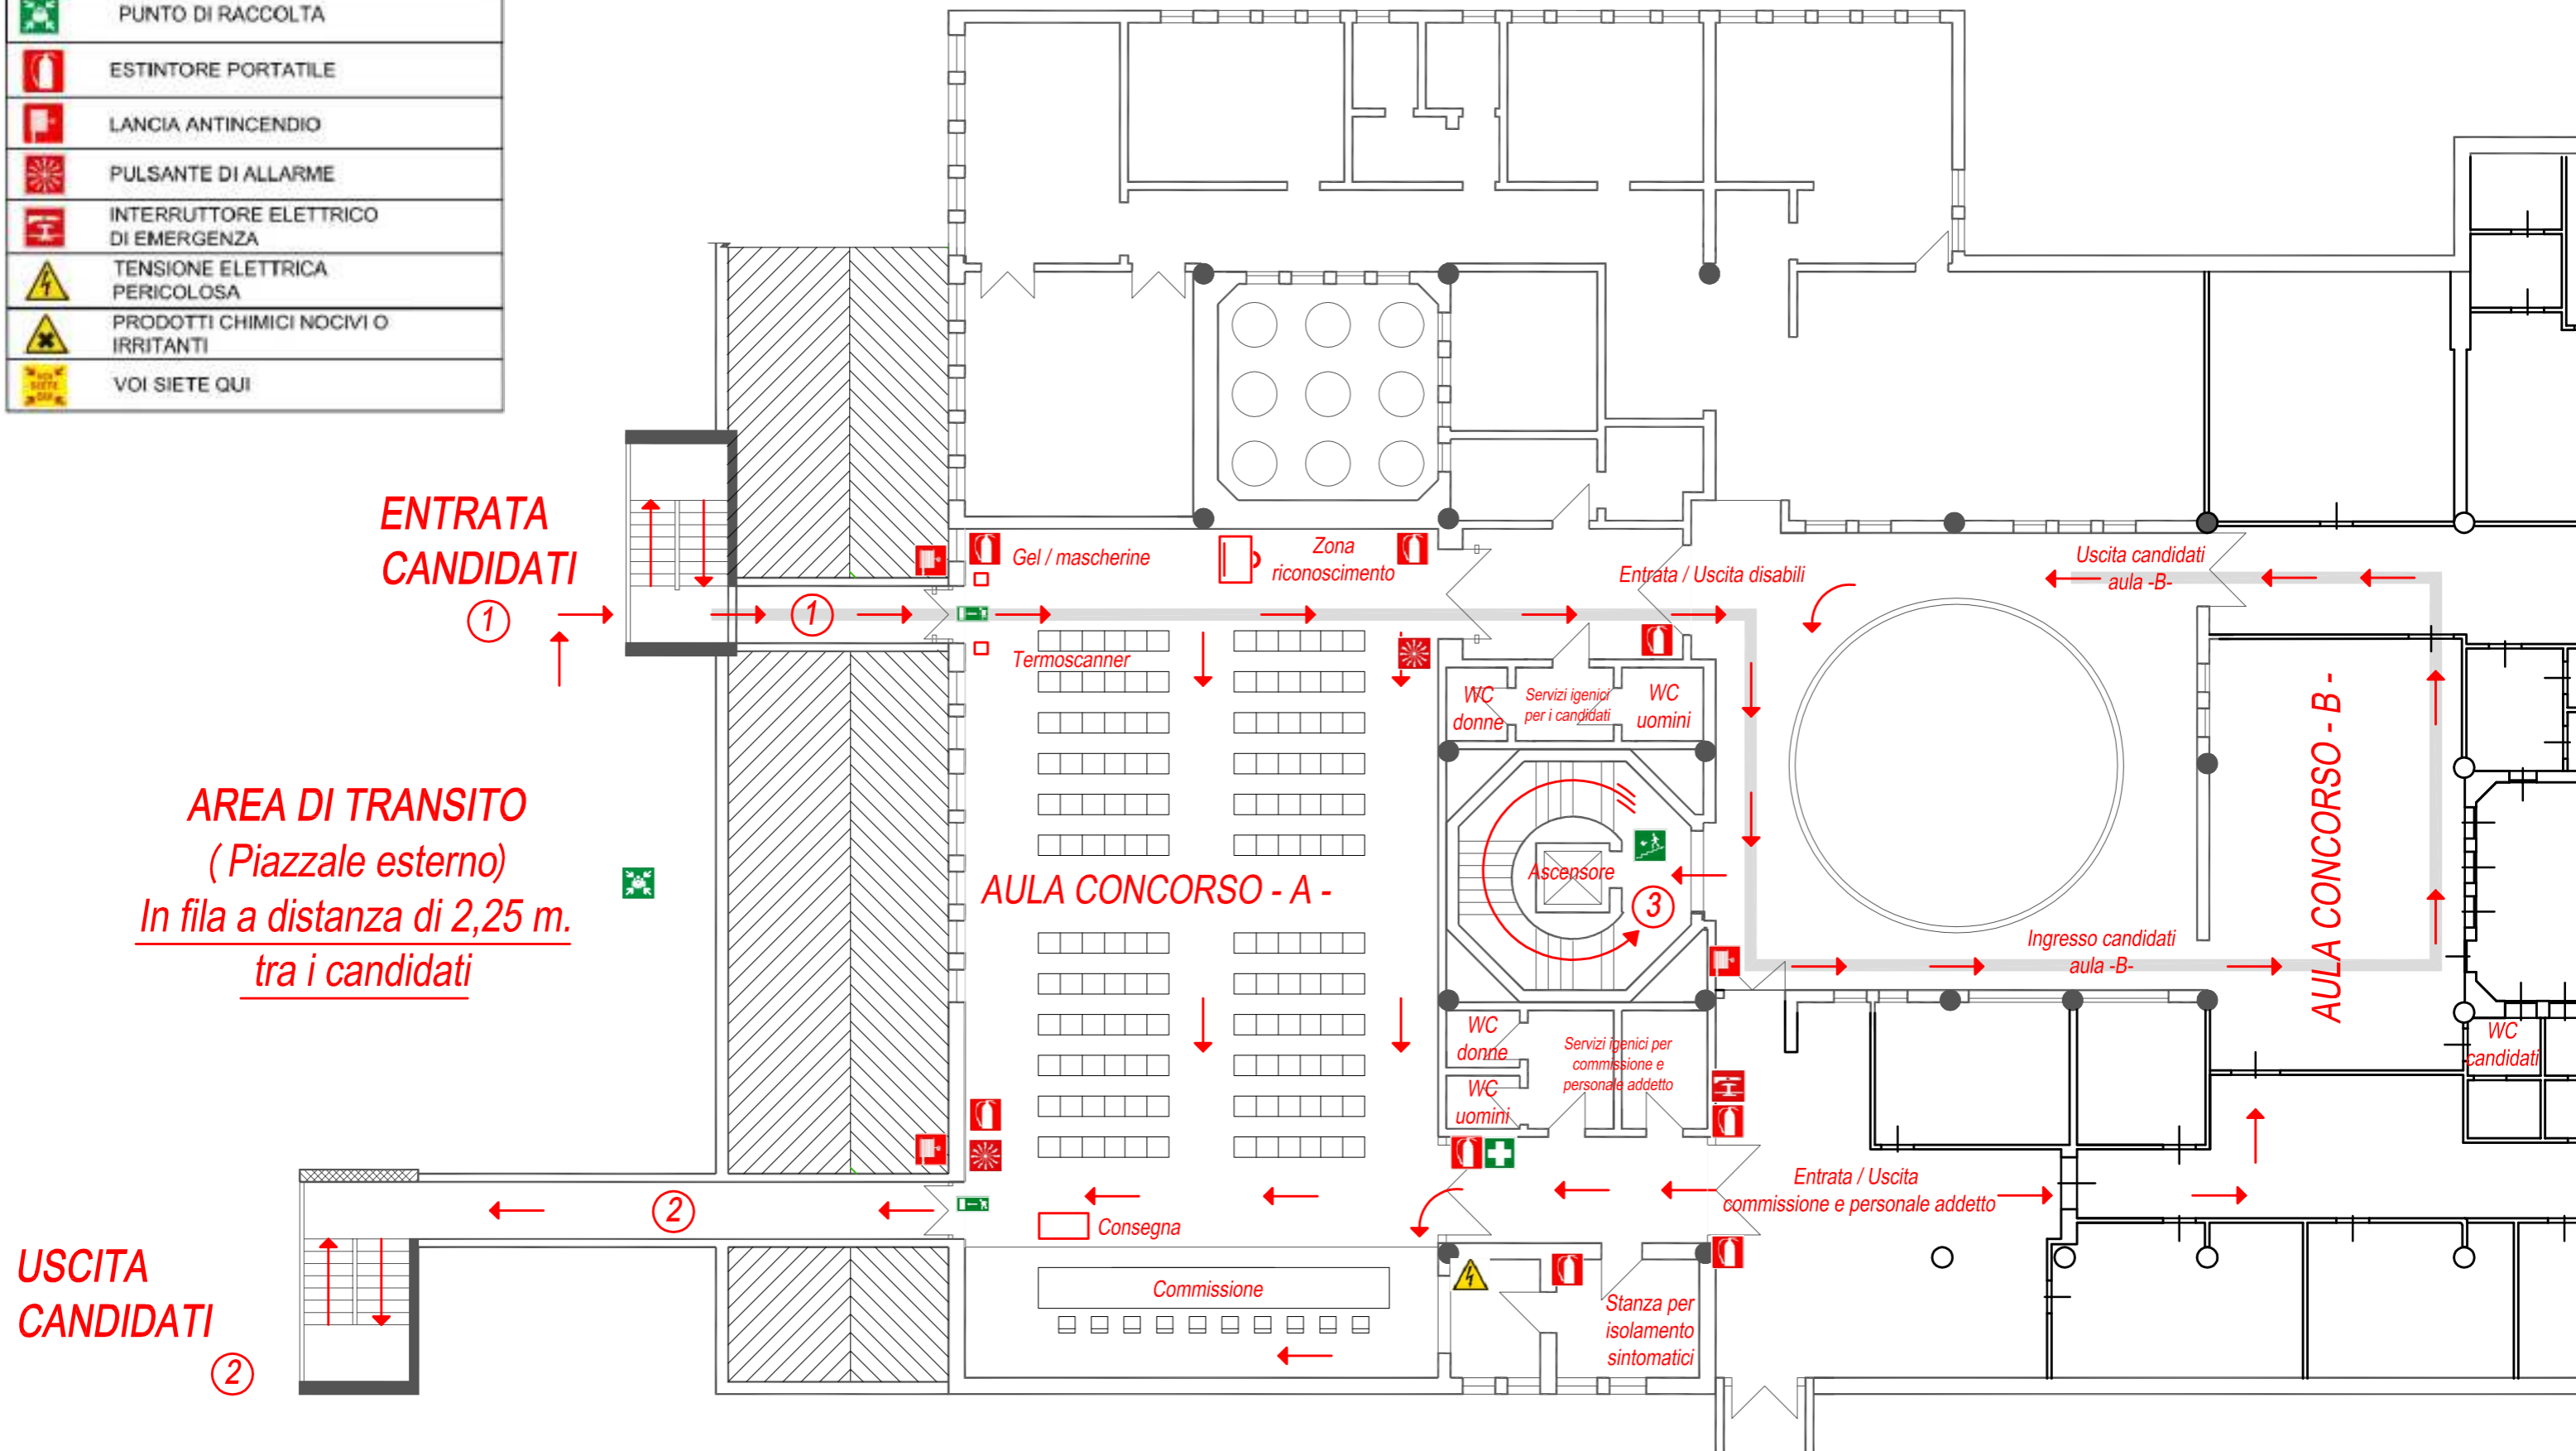 PUNTO DI RACCOLTA
ESTINTORE PORTATILE
LANCIA ANTINCENDIO
PULSANTE DI ALLARME
INTERRUTTORE ELETTRICO
DI EMERGENZA
TENSIONE ELETTRICA
PERICOLOSA
PRODOTTI CHIMICI NOCIVI O
IRRITANTI
VOI SIETE QUI
VOI SIETE QUI
ENTRATA
CANDIDATI
1
1
Gel / mascherine
Zona
riconoscimento
Termoscanner
Entrata / Uscita disabili
Uscita candidati
aula -B-
WC
donne
Servizi igenici
per i candidati
WC
uomini
AREA DI TRANSITO
( Piazzale esterno)
In fila a distanza di 2,25 m.
tra i candidati
AULA CONCORSO - A -
Ascensore
3
Ingresso candidati
aula -B-
AULA CONCORSO - B -
WC
donne
WC
uomini
Servizi igenici per
commissione e
personale addetto
WC
candidati
Entrata / Uscita
commissione e personale addetto
2
Consegna
Commissione
Stanza per
isolamento
sintomatici
USCITA
CANDIDATI
2